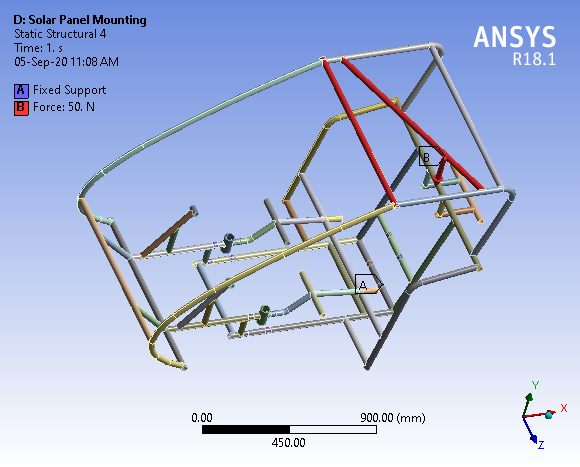 D: Solar Panel Mounting
Static Structural 4
Time: 1. s
05-Sep-20 11:08 AM
A Fixed Support
B Force: 50. N
ANSYS
R18.1
B
A
0.00 900.00 (mm)
450.00
Y
X
Z